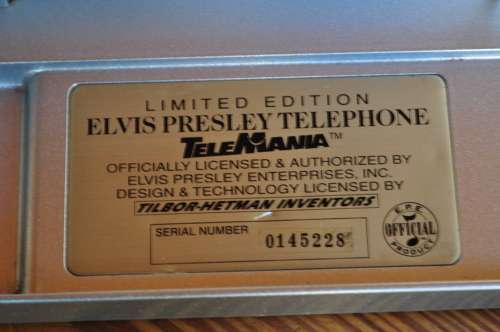 LIMITED EDITION
ELVIS PRESLEY TELEPHONE
TELEMANIA™
OFFICIALLY LICENSED & AUTHORIZED BY
ELVIS PRESLEY ENTERPRISES, INC.
DESIGN & TECHNOLOGY LICENSED BY
TILBOR-HETMAN INVENTORS
SERIAL NUMBER 0145228
E.P.E. OFFICIAL PRODUCT